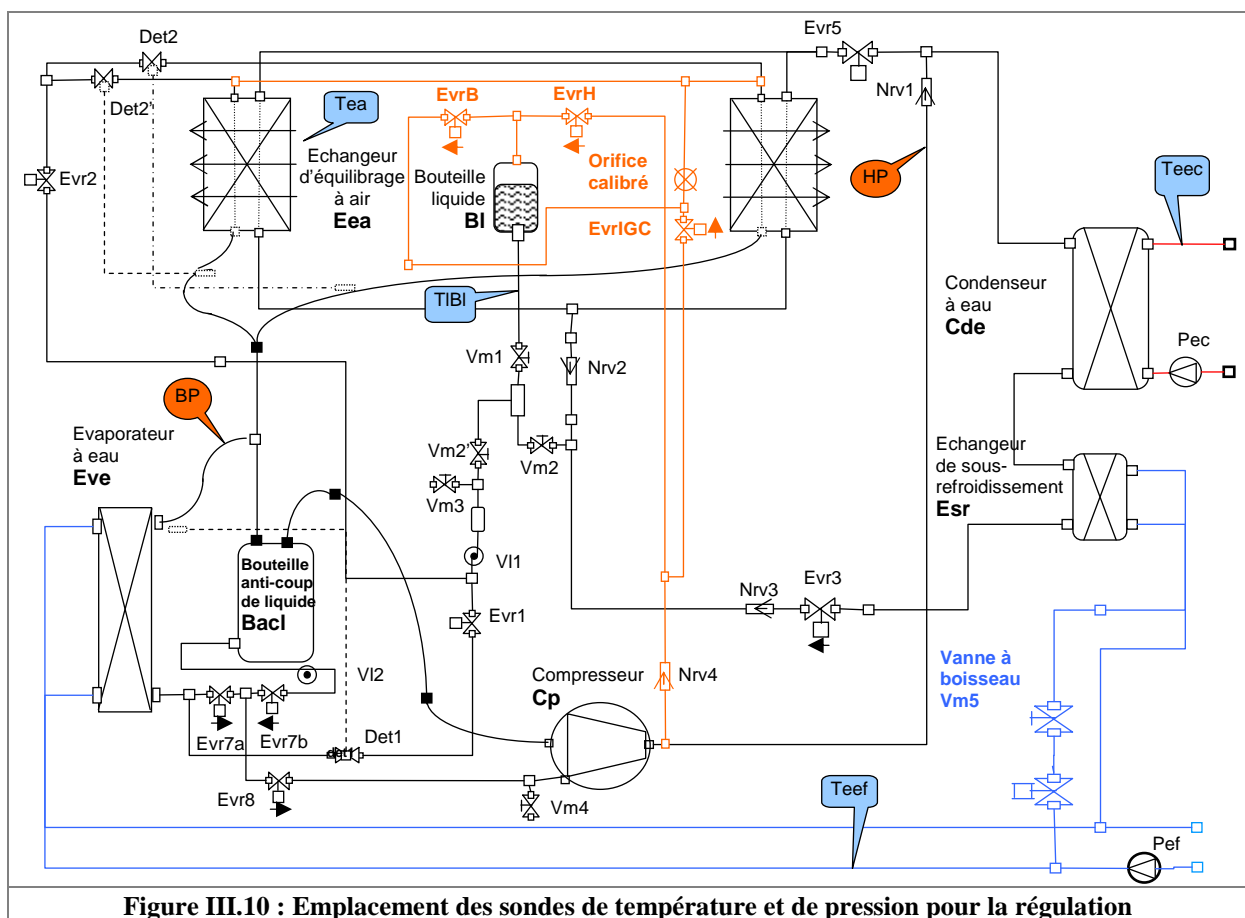 Det2
Evr5
Det2'
Tea
EvrB
EvrH
Nrv1
Evr2
Echangeur
d'équilibrage
à air
Eea
Bouteille
liquide
Bl
Orifice
calibré
EvrIGC
HP
Teec
TlBl
Condenseur
à eau
Cde
Pec
Vm1
Nrv2
BP
Evaporateur
à eau
Eve
Vm2'
Vm2
Vm3
Echangeur
de sous-
refroidissement
Esr
Vl1
Bouteille
anti-coup
de liquide
Bacl
Evr1
Nrv3
Evr3
Vl2
Compresseur
Cp
Nrv4
Vanne à
boisseau
Vm5
Evr7a
Evr7b
Det1
det1
Evr8
Vm4
Teef
Pef
Figure III.10 : Emplacement des sondes de température et de pression pour la régulation